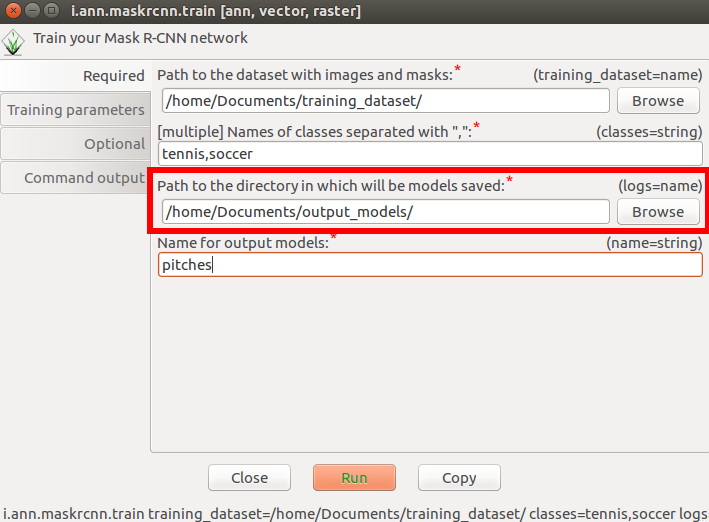 i.ann.maskrcnn.train [ann, vector, raster]
Train your Mask R-CNN network
Required
Path to the dataset with images and masks:* (training_dataset=name)
/home/Documents/training_dataset/ Browse
Training parameters
[multiple] Names of classes separated with ",":* (classes=string)
Optional
tennis,soccer
Command output
Path to the directory in which will be models saved:* (logs=name)
/home/Documents/output_models/ Browse
Name for output models:* (name=string)
pitches
Close Run Copy
i.ann.maskrcnn.train training_dataset=/home/Documents/training_dataset/ classes=tennis,soccer logs